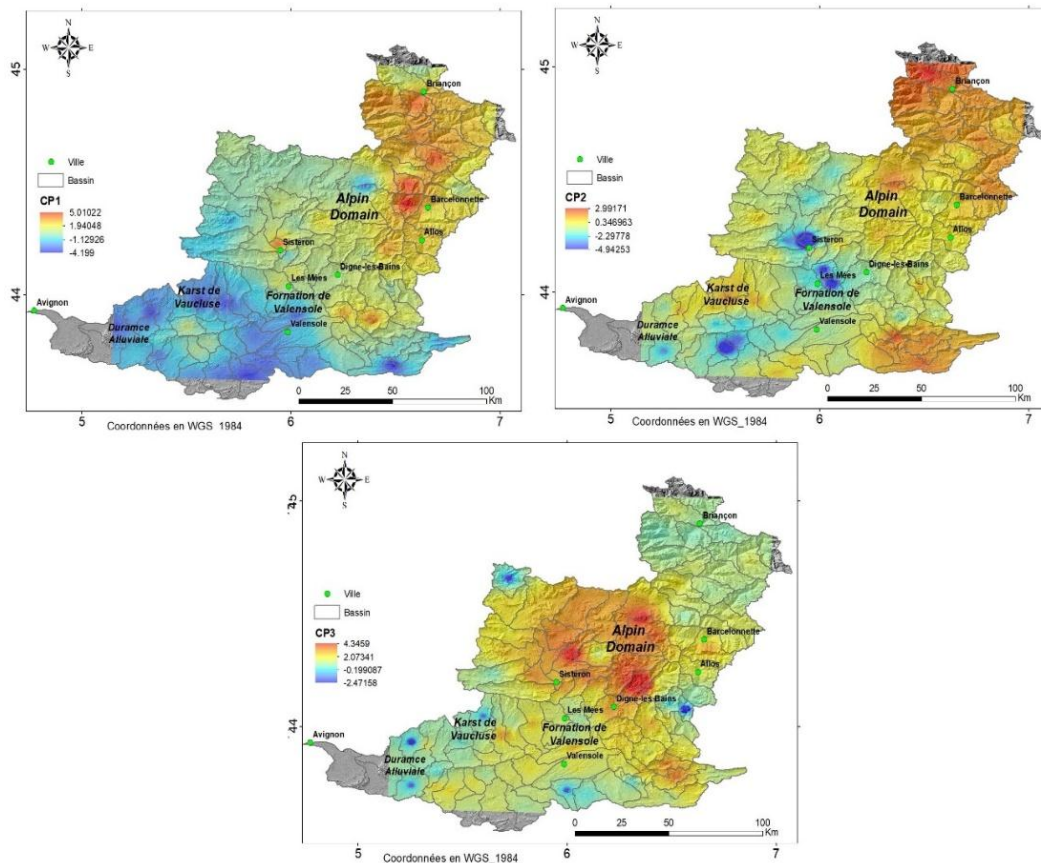 N
W E
S
45
Briançon
Ville
Bassin
CP1
5.01022
1.94048
-1.12926
-4.199
Alpin
Domain
Barcelonnette
Allos
Sisteron
Digne-les-Bains
Les Mées
44
Karst de
Vaucluse
Fornation de
Valensole
Avignon
Durance
Alluviale
Valensole
0 25 50 100
Km
5 6 7
Coordonnées en WGS_1984
N
W E
S
45
Briançon
Ville
Bassin
CP2
2.99171
0.346963
-2.29778
-4.94253
Alpin
Domain
Barcelonnette
Allos
Sisteron
Digne-les-Bains
Les Mées
44
Karst de
Vaucluse
Fornation de
Valensole
Avignon
Durance
Alluviale
Valensole
0 25 50 100
Km
5 6 7
Coordonnées en WGS_1984
N
W E
S
45
Briançon
Ville
Bassin
CP3
4.3459
2.07341
-0.199087
-2.47158
Alpin
Domain
Barcelonnette
Allos
Sisteron
Digne-les-Bains
Les Mées
44
Karst de
Vaucluse
Fornation de
Valensole
Avignon
Durance
Alluviale
Valensole
0 25 50 100
Km
5 6 7
Coordonnées en WGS_1984